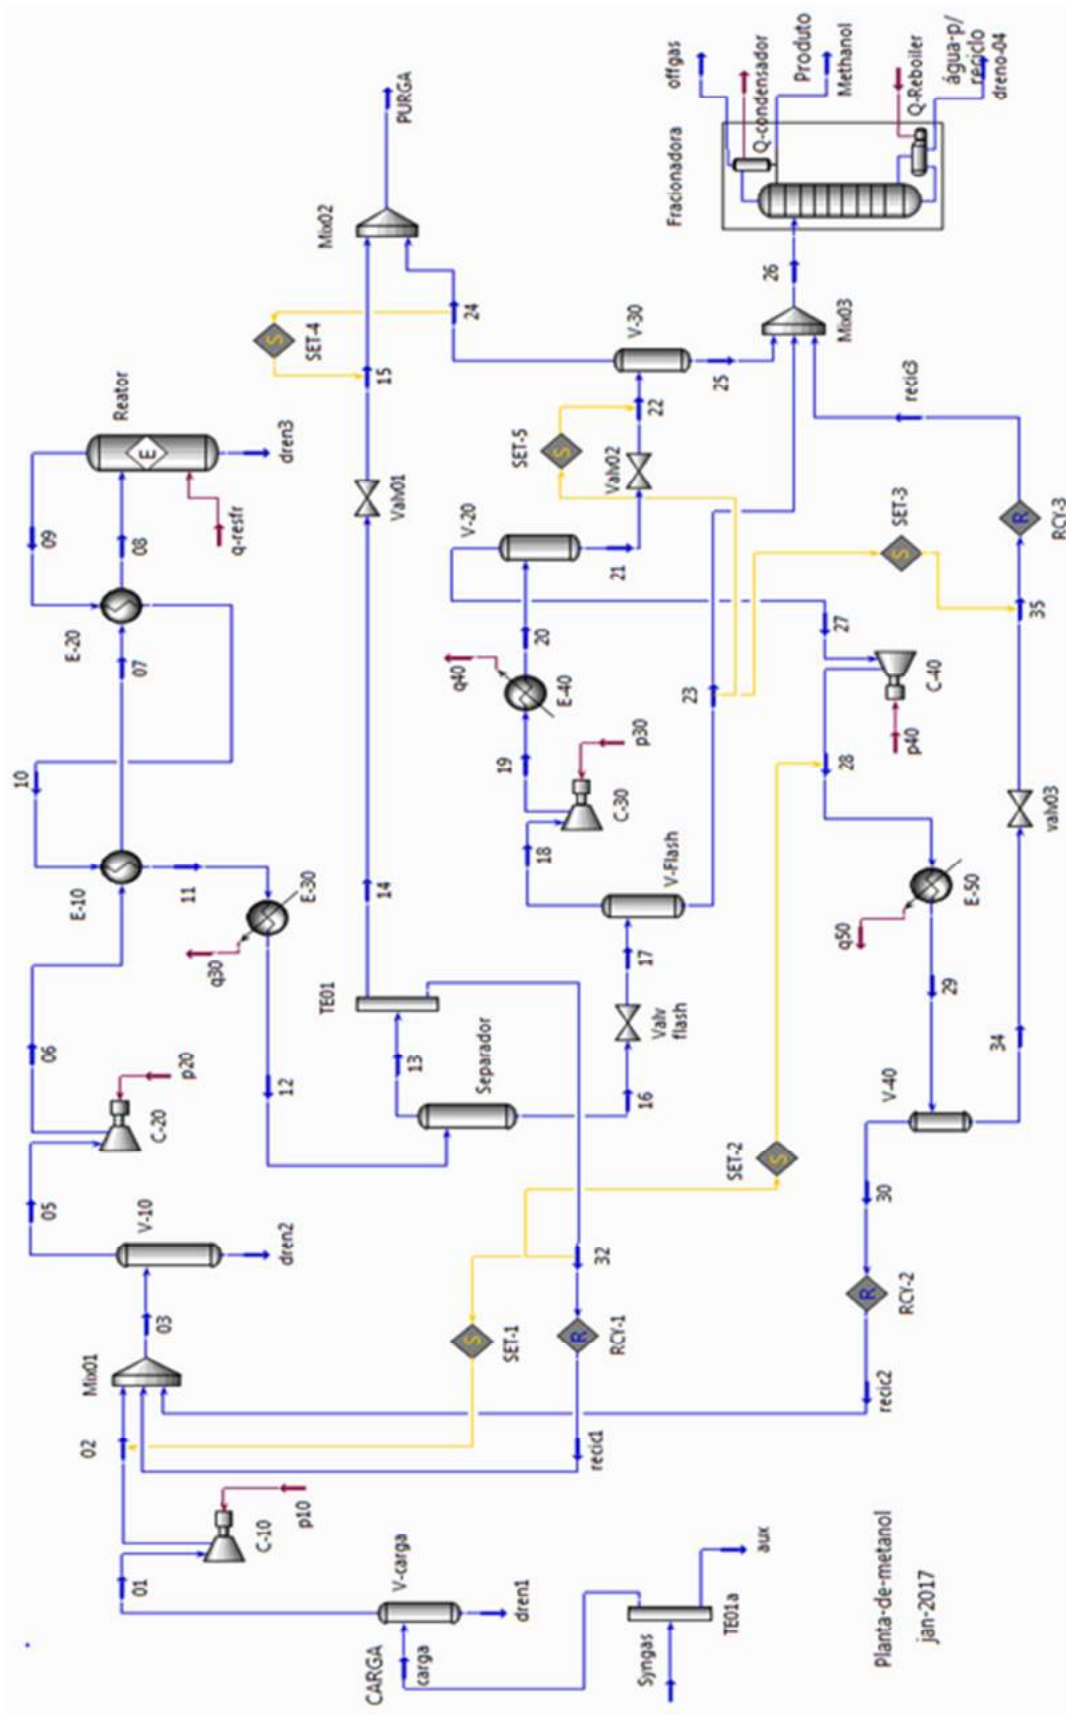 Syngas
TE01a
aux
CARGA
carga
V-carga
dren1
01
C-10
p10
02
Mix01
03
V-10
dren2
05
C-20
p20
06
E-10
07
E-20
08
Reator
dren3
q-resfr
09
10
11
E-30
q30
12
Separador
13
TE01
14
Valv01
15
SET-4
Mix02
PURGA
16
Valv
flash
17
V-Flash
18
C-30
p30
19
E-40
q40
20
V-20
21
Valv02
22
SET-5
V-30
24
25
23
Mix03
26
Fracionadora
offgas
Q-condensador
Produto
Methanol
Q-Reboiler
água-p/
reciclo
dreno-04
27
C-40
p40
28
E-50
q50
29
V-40
30
RCY-2
recic2
32
RCY-1
recic1
SET-1
SET-2
34
valv03
35
SET-3
RCY-3
recic3
E
S
S
S
S
S
R
R
R
Planta-de-metanol
jan-2017